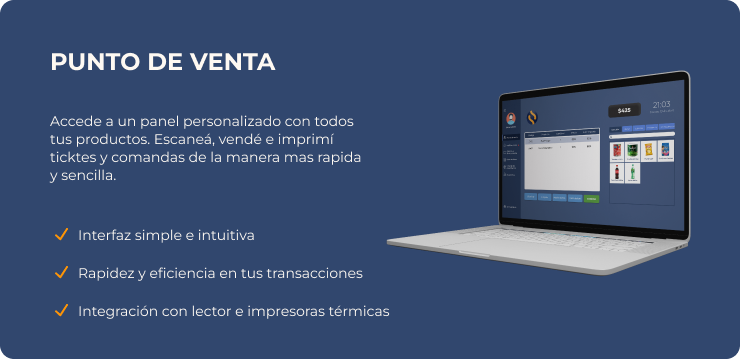 PUNTO DE VENTA
Accede a un panel personalizado con todos
tus productos. Escaneá, vendé e imprimí
ticktes y comandas de la manera mas rapida
y sencilla.
Interfaz simple e intuitiva
Rapidez y eficiencia en tus transacciones
Integración con lector e impresoras térmicas
$435
21:03